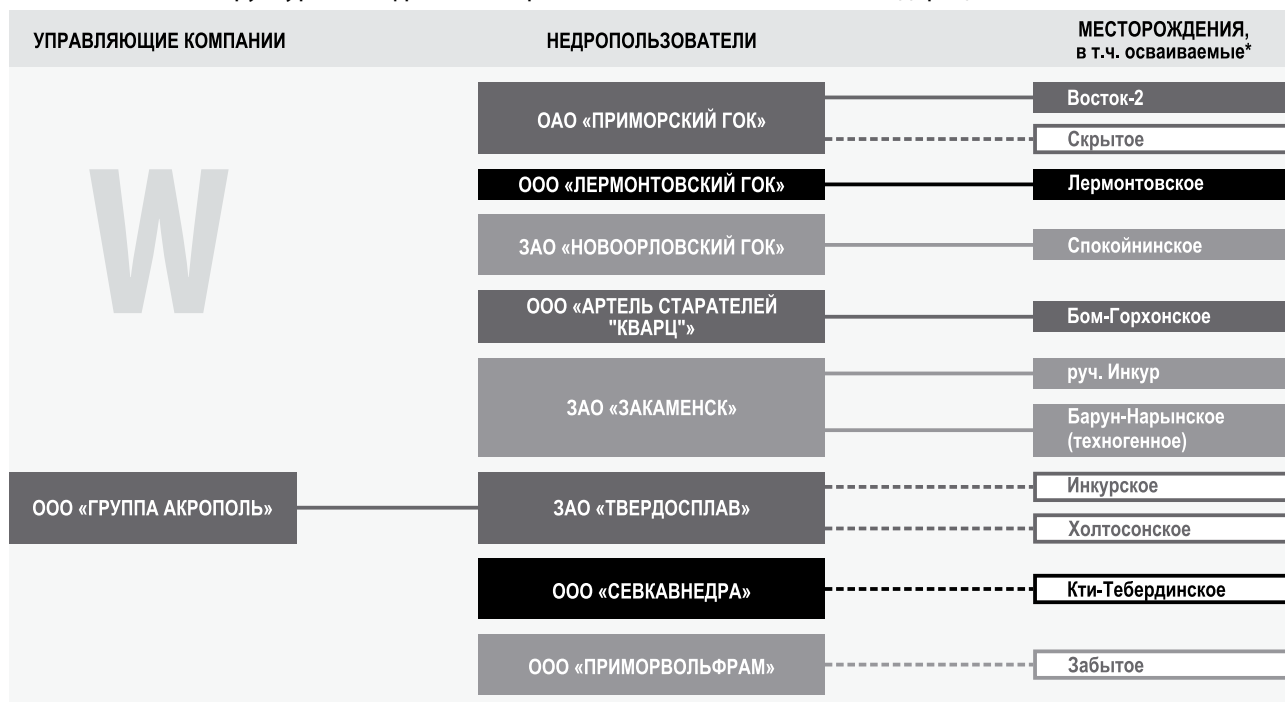 УПРАВЛЯЮЩИЕ КОМПАНИИ
НЕДРОПОЛЬЗОВАТЕЛИ
МЕСТОРОЖДЕНИЯ,
в т.ч. осваиваемые*
W
ОАО «ПРИМОРСКИЙ ГОК»
Восток-2
Скрытое
ООО «ЛЕРМОНТОВСКИЙ ГОК»
Лермонтовское
ЗАО «НОВООРЛОВСКИЙ ГОК»
Спокойнинское
ООО «АРТЕЛЬ СТАРАТЕЛЕЙ
"КВАРЦ"»
Бом-Горхонское
ЗАО «ЗАКАМЕНСК»
руч. Инкур
Барун-Нарынское
(техногенное)
ООО «ГРУППА АКРОПОЛЬ»
ЗАО «ТВЕРДОСПЛАВ»
Инкурское
Холтосонское
ООО «СЕВКАВНЕДРА»
Кти-Тебердинское
ООО «ПРИМОРВОЛЬФРАМ»
Забытое